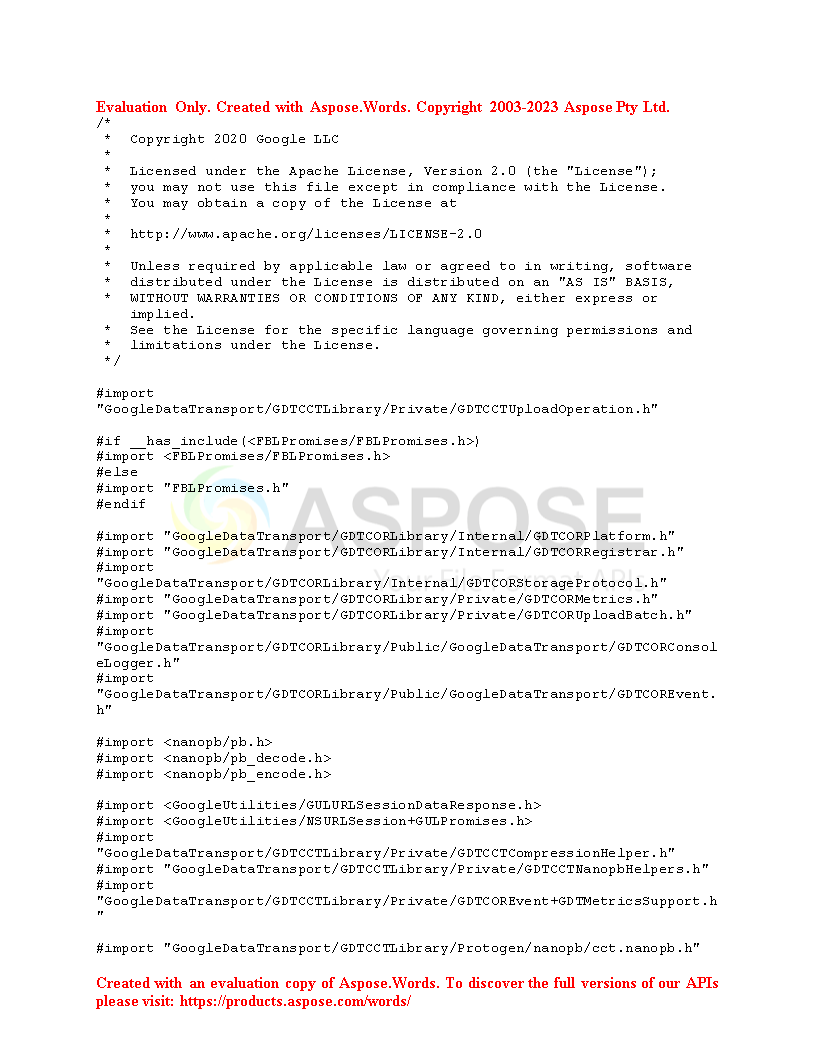 Evaluation Only. Created with Aspose.Words. Copyright 2003-2023 Aspose Pty Ltd.
/*
 *  Copyright 2020 Google LLC
 *
 *  Licensed under the Apache License, Version 2.0 (the "License");
 *  you may not use this file except in compliance with the License.
 *  You may obtain a copy of the License at
 *
 *  http://www.apache.org/licenses/LICENSE-2.0
 *
 *  Unless required by applicable law or agreed to in writing, software
 *  distributed under the License is distributed on an "AS IS" BASIS,
 *  WITHOUT WARRANTIES OR CONDITIONS OF ANY KIND, either express or
    implied.
 *  See the License for the specific language governing permissions and
 *  limitations under the License.
 */
#import
"GoogleDataTransport/GDTCCTLibrary/Private/GDTCCTUploadOperation.h"
#if __has_include(<FBLPromises/FBLPromises.h>)
#import <FBLPromises/FBLPromises.h>
#else
#import "FBLPromises.h"
#endif
ASPOSE
#import "GoogleDataTransport/GDTCORLibrary/Internal/GDTCORPlatform.h"
#import "GoogleDataTransport/GDTCORLibrary/Internal/GDTCORRegistrar.h"
#import
"GoogleDataTransport/GDTCORLibrary/Internal/GDTCORStorageProtocol.h"
Your File Format APIs
#import "GoogleDataTransport/GDTCORLibrary/Private/GDTCORMetrics.h"
#import "GoogleDataTransport/GDTCORLibrary/Private/GDTCORUploadBatch.h"
#import
"GoogleDataTransport/GDTCORLibrary/Public/GoogleDataTransport/GDTCORConsol
eLogger.h"
#import
"GoogleDataTransport/GDTCORLibrary/Public/GoogleDataTransport/GDTCOREvent.
h"
#import <nanopb/pb.h>
#import <nanopb/pb_decode.h>
#import <nanopb/pb_encode.h>
#import <GoogleUtilities/GULURLSessionDataResponse.h>
#import <GoogleUtilities/NSURLSession+GULPromises.h>
#import
"GoogleDataTransport/GDTCCTLibrary/Private/GDTCCTCompressionHelper.h"
#import "GoogleDataTransport/GDTCCTLibrary/Private/GDTCCTNanopbHelpers.h"
#import
"GoogleDataTransport/GDTCCTLibrary/Private/GDTCOREvent+GDTMetricsSupport.h
"
#import "GoogleDataTransport/GDTCCTLibrary/Protogen/nanopb/cct.nanopb.h"
Created with an evaluation copy of Aspose.Words. To discover the full versions of our APIs
please visit: https://products.aspose.com/words/